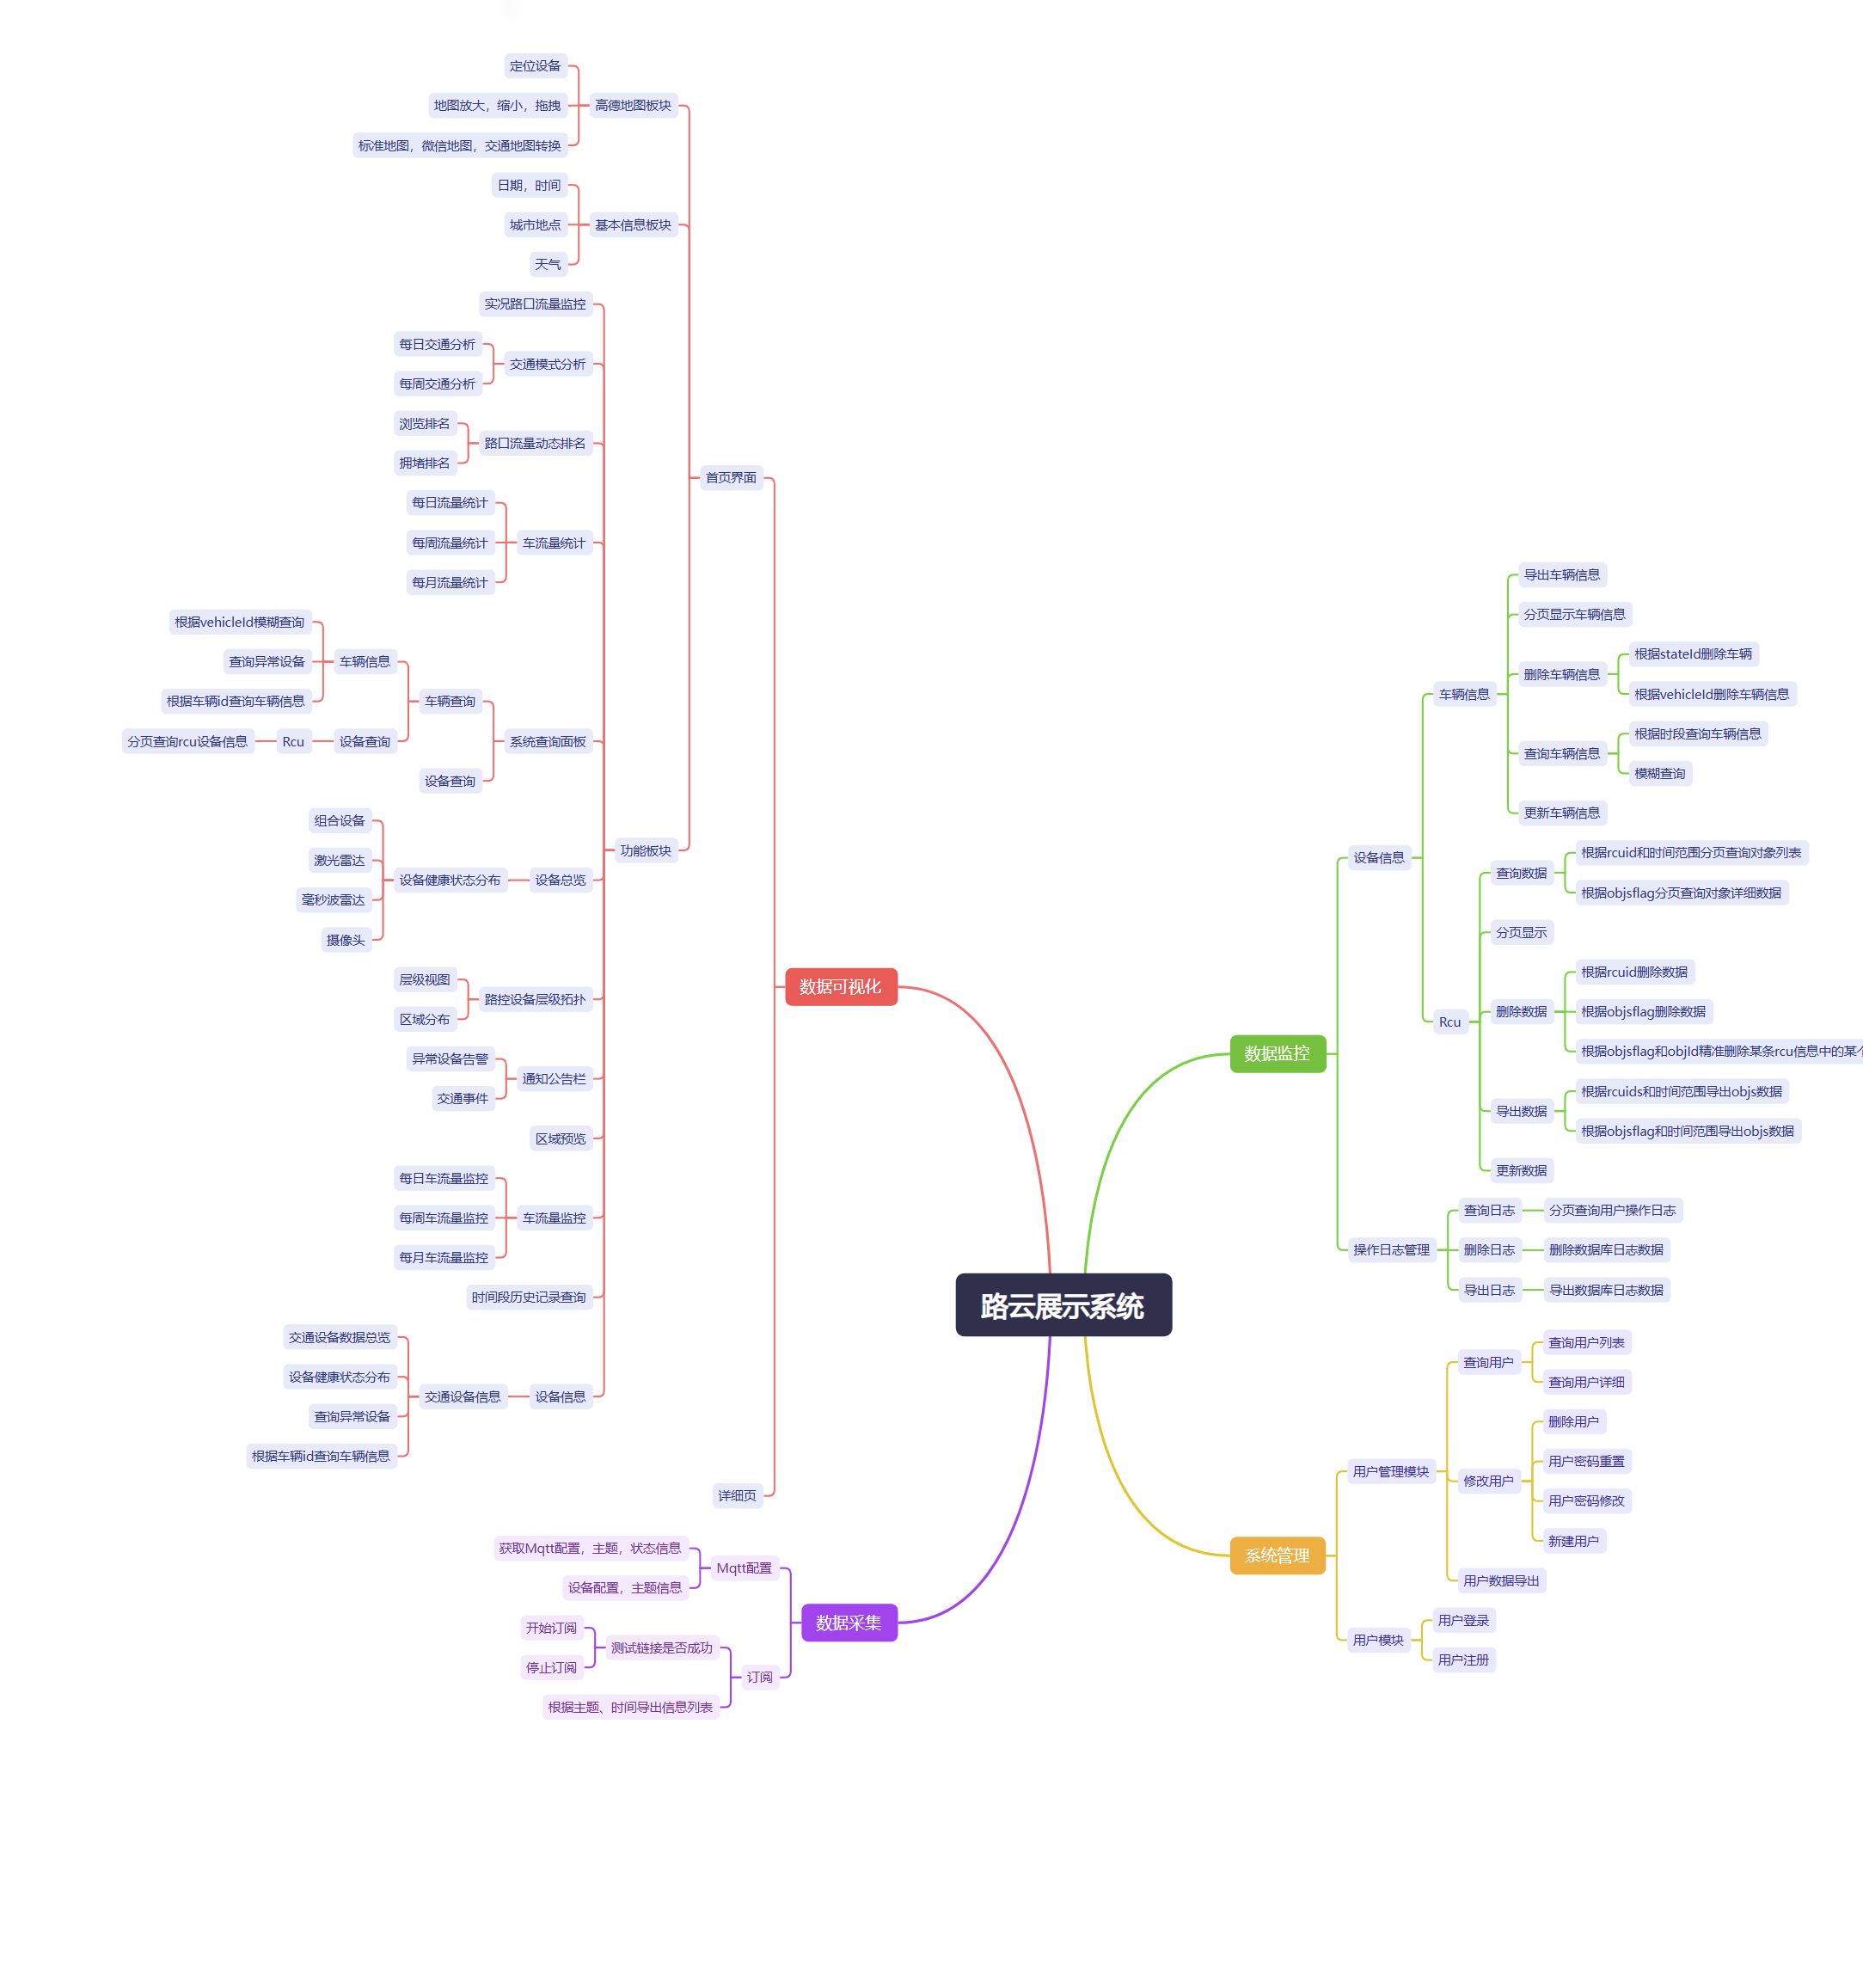 路云展示系统
数据可视化
首页界面
高德地图板块
定位设备
地图放大，缩小，拖拽
标准地图，微信地图，交通地图转换
基本信息板块
日期，时间
城市地点
天气
功能板块
实况路口流量监控
交通模式分析
每日交通分析
每周交通分析
路口流量动态排名
浏览排名
拥堵排名
车流量统计
每日流量统计
每周流量统计
每月流量统计
系统查询面板
车辆查询
车辆信息
根据vehicleId模糊查询
查询异常设备
根据车辆id查询车辆信息
设备查询
Rcu
分页查询rcu设备信息
设备查询
设备总览
设备健康状态分布
组合设备
激光雷达
毫秒波雷达
摄像头
路控设备层级拓扑
层级视图
区域分布
通知公告栏
异常设备告警
交通事件
区域预览
车流量监控
每日车流量监控
每周车流量监控
每月车流量监控
时间段历史记录查询
设备信息
交通设备信息
交通设备数据总览
设备健康状态分布
查询异常设备
根据车辆id查询车辆信息
详细页
数据采集
Mqtt配置
获取Mqtt配置，主题，状态信息
设备配置，主题信息
订阅
测试链接是否成功
开始订阅
停止订阅
根据主题、时间导出信息列表
数据监控
设备信息
车辆信息
导出车辆信息
分页显示车辆信息
删除车辆信息
根据stateId删除车辆
根据vehicleId删除车辆信息
查询车辆信息
根据时段查询车辆信息
模糊查询
更新车辆信息
Rcu
查询数据
根据rcuid和时间范围分页查询对象列表
根据objsflag分页查询对象详细数据
分页显示
删除数据
根据rcuid删除数据
根据objsflag删除数据
根据objsflag和objId精准删除某条rcu信息中的某个
导出数据
根据rcuids和时间范围导出objs数据
根据objsflag和时间范围导出objs数据
更新数据
操作日志管理
查询日志
分页查询用户操作日志
删除日志
删除数据库日志数据
导出日志
导出数据库日志数据
系统管理
用户管理模块
查询用户
查询用户列表
查询用户详细
修改用户
删除用户
用户密码重置
用户密码修改
新建用户
用户数据导出
用户模块
用户登录
用户注册